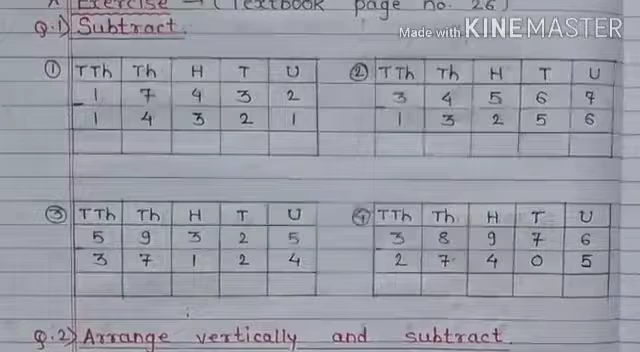 Exercise → (Textbook page no. 26)
Made with KINEMASTER
Q.1) Subtract.
① TTh Th H T U
1 7 4 3 2
- 1 4 3 2 1
② TTh Th H T U
3 4 5 6 7
- 1 3 2 5 6
③ TTh Th H T U
5 9 3 2 5
- 3 7 1 2 4
④ TTh Th H T U
3 8 9 7 6
- 2 7 4 0 5
Q.2) Arrange vertically and subtract.